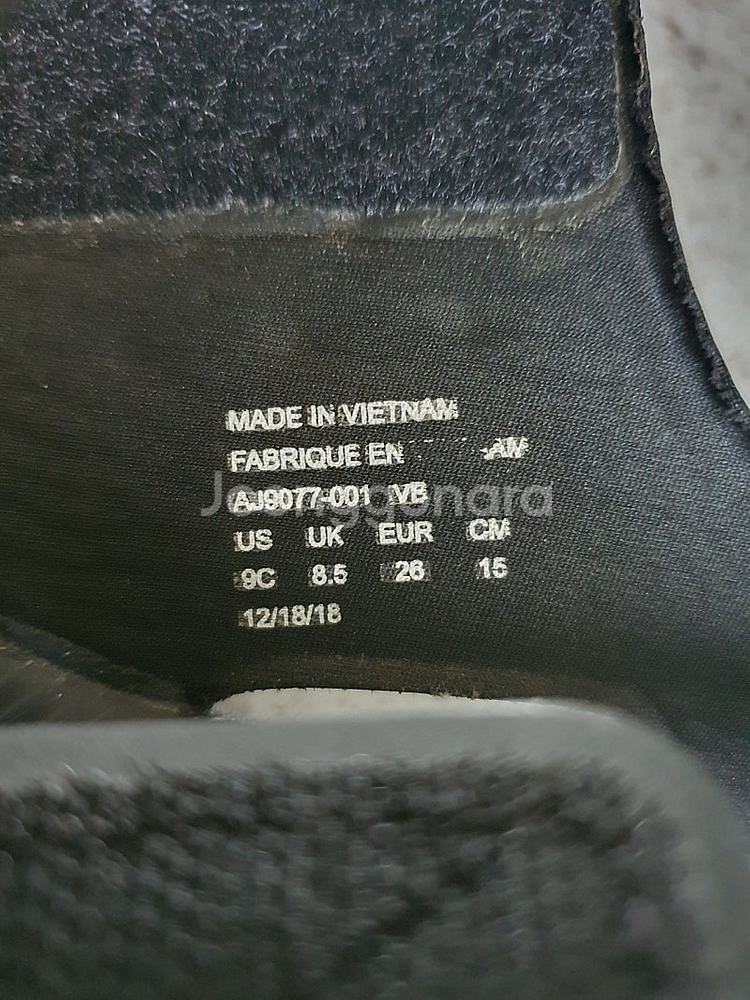 MADE IN VIETNAM
FABRIQUE EN
AJ9077-001 VB
Joonggonara
US UK EUR CM
9C 8.5 26 15
12/18/18